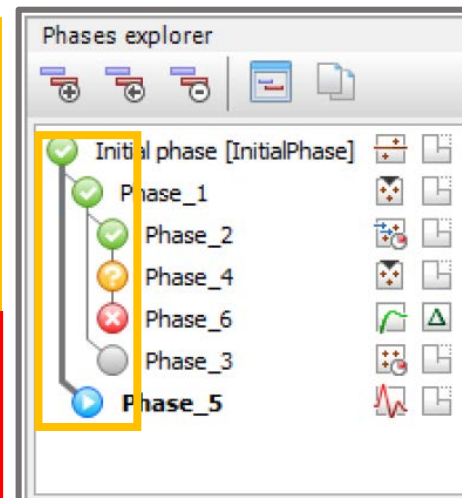 Phases explorer
Initial phase [InitialPhase]
Phase_1
Phase_2
Phase_4
Phase_6
Phase_3
Phase_5